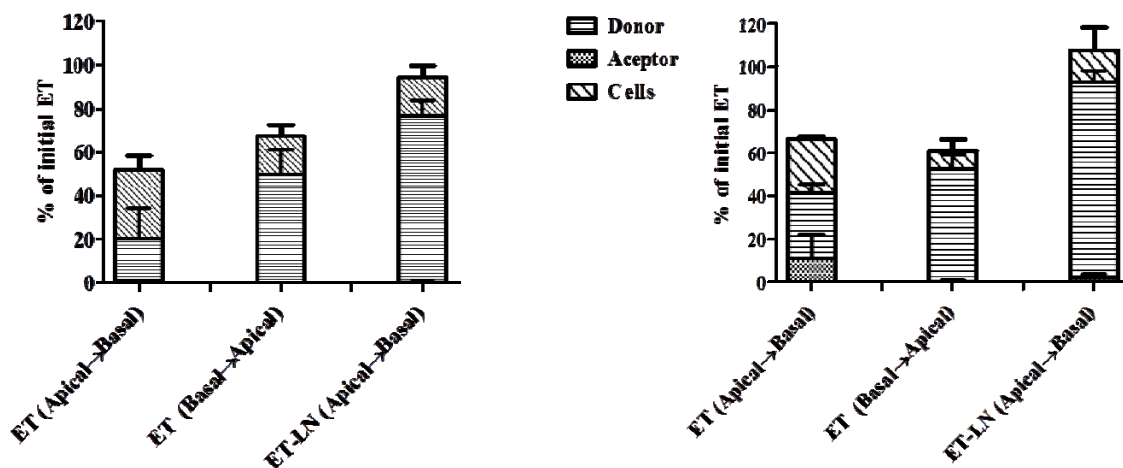 % of initial ET
120
100
80
60
40
20
0
ET (Apical→Basal)
ET (Basal→Apical)
ET-LN (Apical→Basal)
Donor
Aceptor
Cells
% of initial ET
120
100
80
60
40
20
0
ET (Apical→Basal)
ET (Basal→Apical)
ET-LN (Apical→Basal)